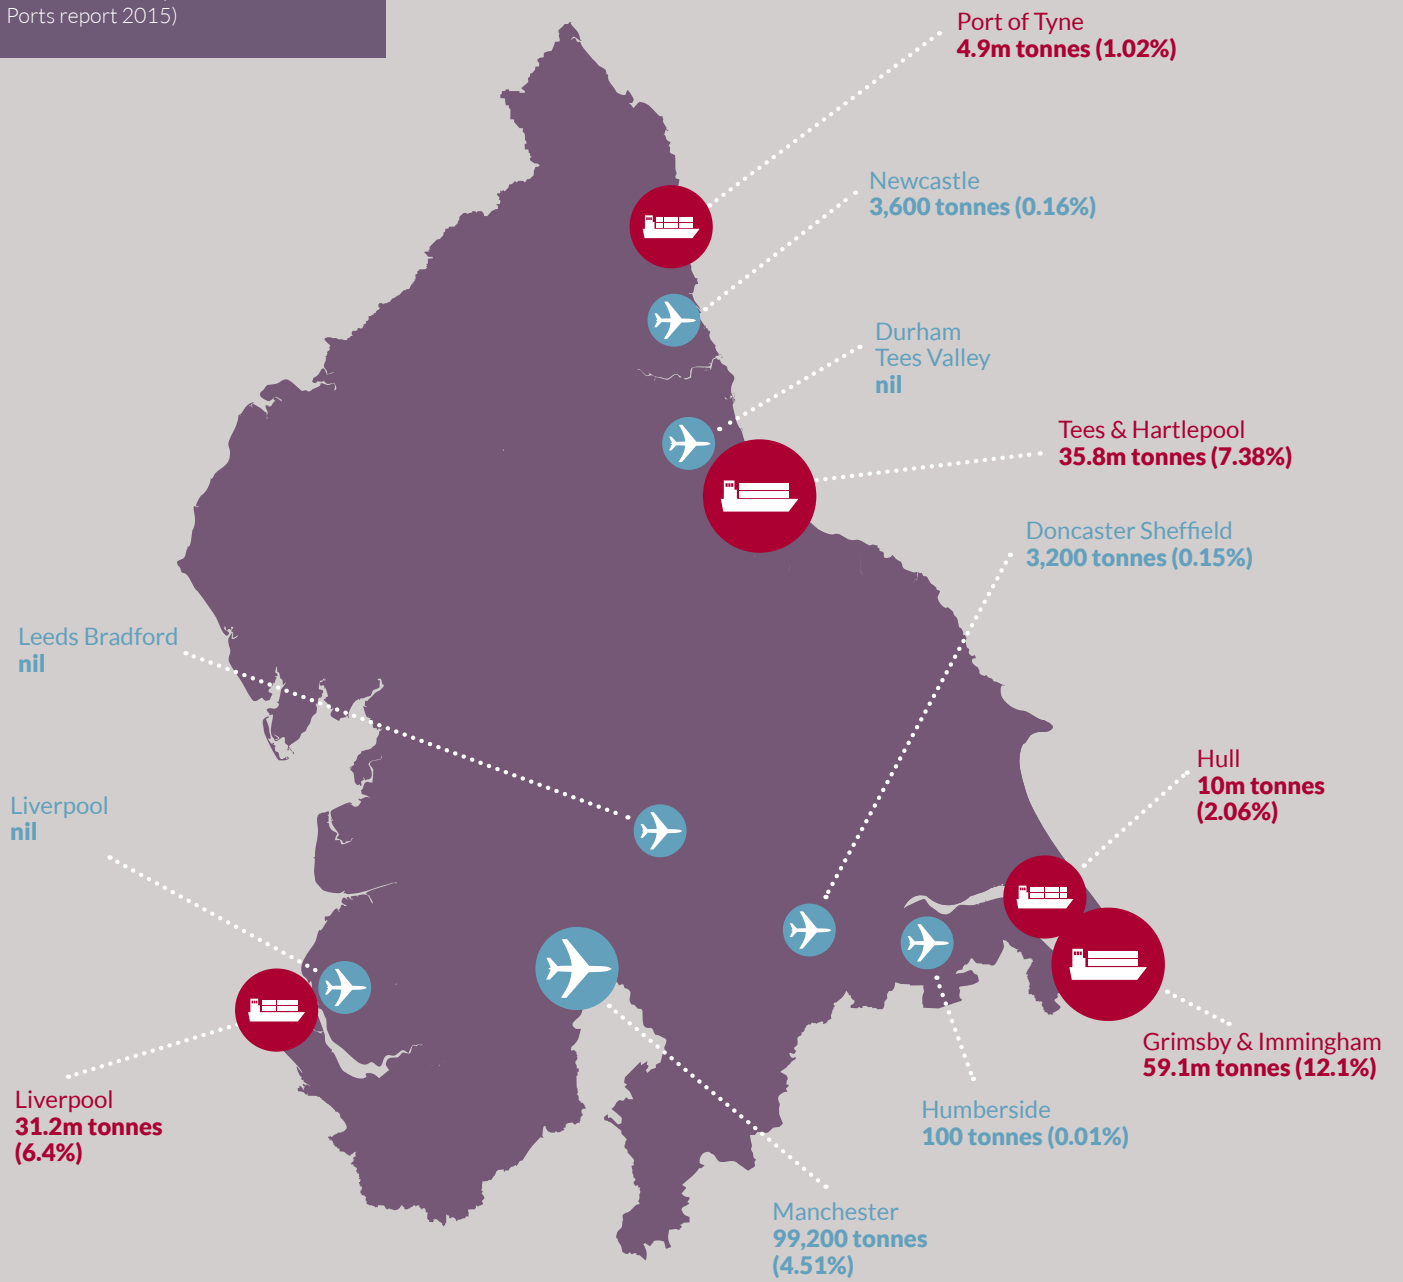 Ports report 2015)
Port of Tyne
4.9m tonnes (1.02%)
Newcastle
3,600 tonnes (0.16%)
Durham
Tees Valley
nil
Tees & Hartlepool
35.8m tonnes (7.38%)
Doncaster Sheffield
3,200 tonnes (0.15%)
Leeds Bradford
nil
Hull
10m tonnes
(2.06%)
Liverpool
nil
Grimsby & Immingham
59.1m tonnes (12.1%)
Liverpool
31.2m tonnes
(6.4%)
Humberside
100 tonnes (0.01%)
Manchester
99,200 tonnes
(4.51%)